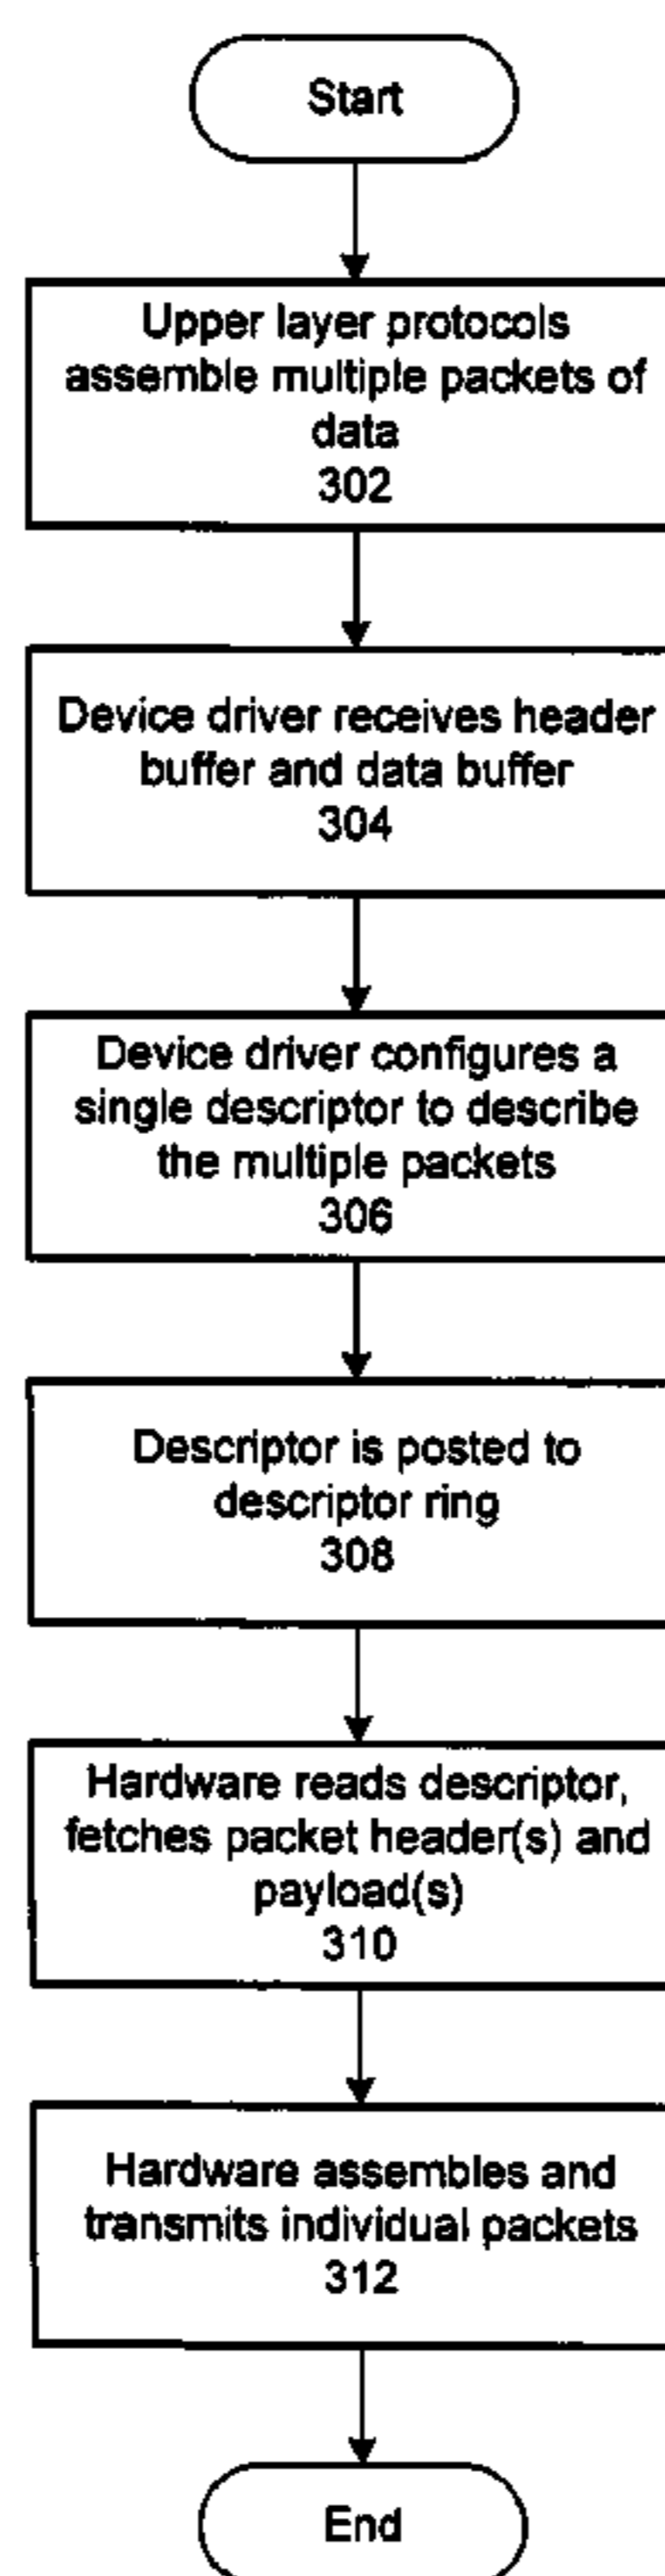 Start
Upper layer protocols
assemble multiple packets of
data
302
Device driver receives header
buffer and data buffer
304
Device driver configures a
single descriptor to describe
the multiple packets
306
Descriptor is posted to
descriptor ring
308
Hardware reads descriptor,
fetches packet header(s) and
payload(s)
310
Hardware assembles and
transmits individual packets
312
End